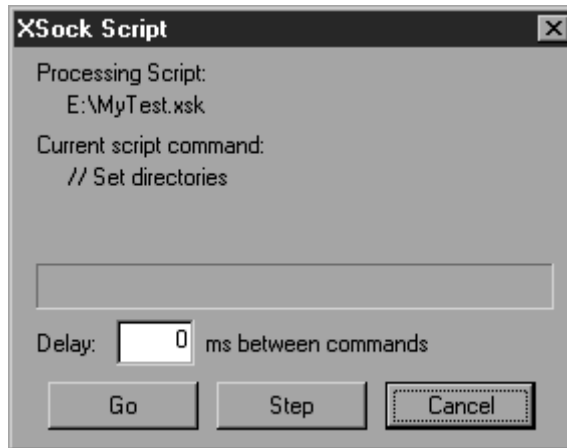 XSock Script
Processing Script:
E:\MyTest.xsk
Current script command:
// Set directories
Delay: 0 ms between commands
Go Step Cancel